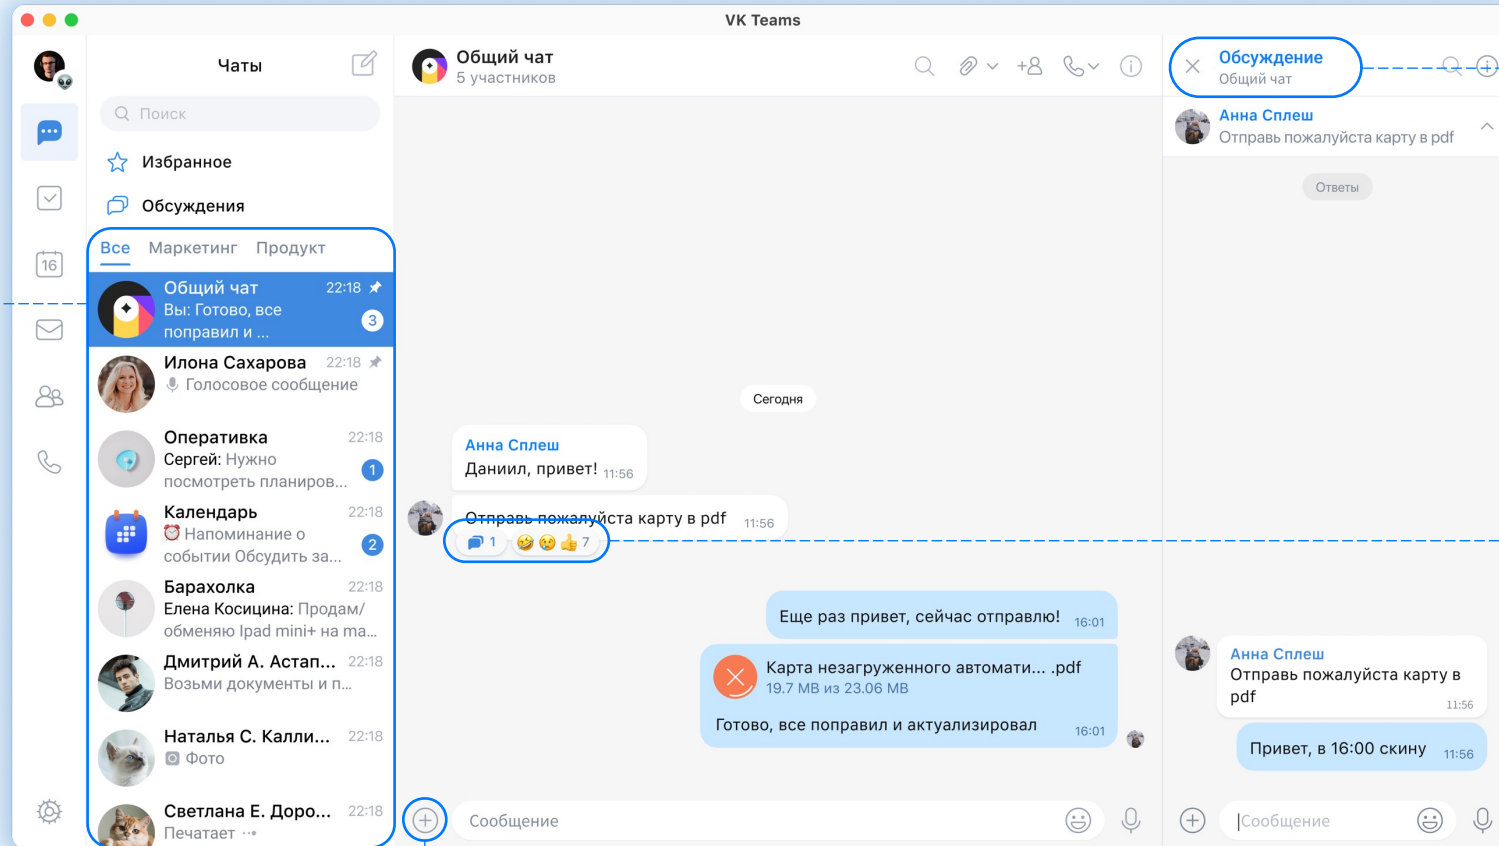 VK Teams
Чаты
Поиск
Избранное
Обсуждения
16
Все Маркетинг Продукт
Общий чат 22:18
Вы: Готово, все
поправил и ...
3
Илона Сахарова 22:18
Голосовое сообщение
Оперативка 22:18
Сергей: Нужно
посмотреть планиров...
1
Календарь 22:18
Напоминание о
событии Обсудить за...
2
Барахолка 22:18
Елена Косицина: Продам/
обменяю Ipad mini+ на ma...
Дмитрий А. Астап... 22:18
Возьми документы и п...
Наталья С. Калли... 22:18
Фото
Светлана Е. Доро... 22:18
Печатает
Общий чат
5 участников
Сегодня
Анна Сплеш
Даниил, привет! 11:56
Отправь пожалуйста карту в pdf 11:56
1 7
Еще раз привет, сейчас отправлю! 16:01
Карта незагруженного автомати... .pdf
19.7 MB из 23.06 MB
Готово, все поправил и актуализировал 16:01
Сообщение
Обсуждение
Общий чат
Анна Сплеш
Отправь пожалуйста карту в pdf
Ответы
Анна Сплеш
Отправь пожалуйста карту в
pdf 11:56
Привет, в 16:00 скину 11:56
Сообщение